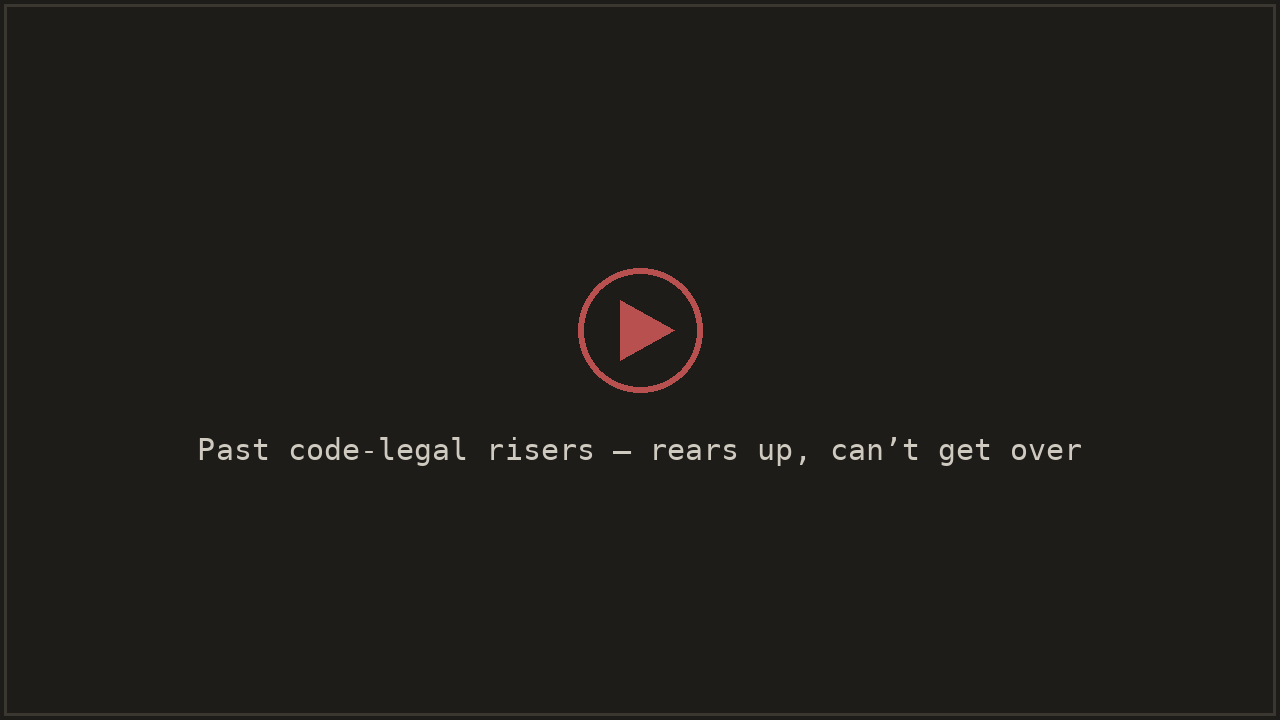 Past code-legal risers — rears up, can’t get over